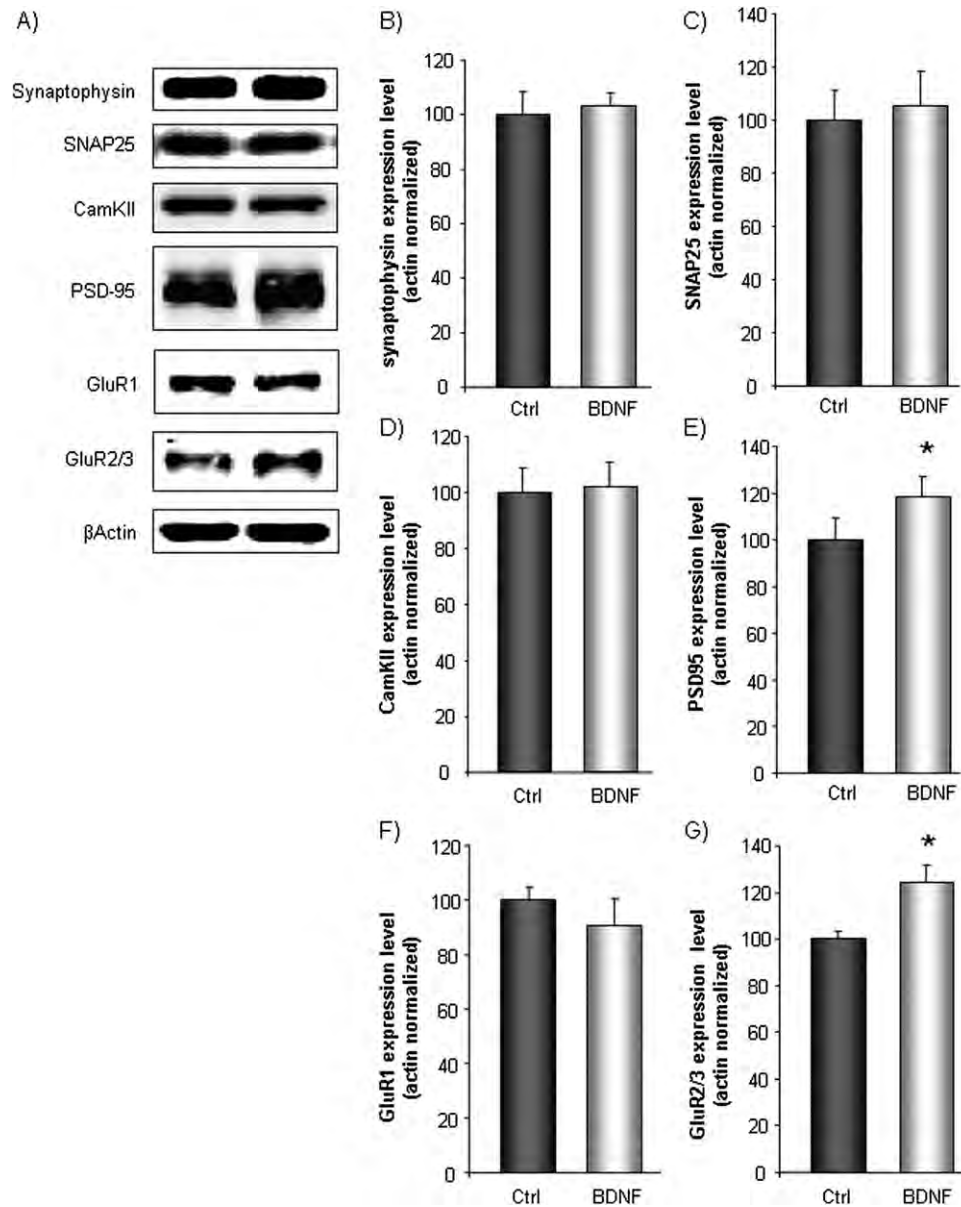 A)
Synaptophysin
SNAP25
CamKII
PSD-95
GluR1
GluR2/3
βActin
B)
synaptophysin expression level
(actin normalized)
120
100
80
60
40
20
0
Ctrl BDNF
C)
SNAP25 expression level
(actin normalized)
140
120
100
80
60
40
20
0
Ctrl BDNF
D)
CamKII expression level
(actin normalized)
120
100
80
60
40
20
0
Ctrl BDNF
E)
PSD95 expression level
(actin normalized)
140
120
100
80
60
40
20
0
*
Ctrl BDNF
F)
GluR1 expression level
(actin normalized)
120
100
80
60
40
20
0
Ctrl BDNF
G)
GluR2/3 expression level
(actin normalized)
140
120
100
80
60
40
20
0
*
Ctrl BDNF